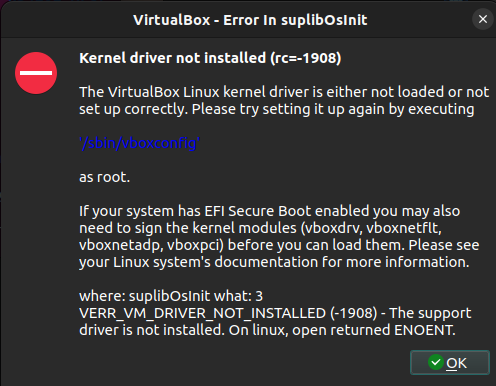 VirtualBox - Error In suplibOsInit
Kernel driver not installed (rc=-1908)
The VirtualBox Linux kernel driver is either not loaded or not
set up correctly. Please try setting it up again by executing
'/sbin/vboxconfig'
as root.
If your system has EFI Secure Boot enabled you may also
need to sign the kernel modules (vboxdrv, vboxnetflt,
vboxnetadp, vboxpci) before you can load them. Please see
your Linux system's documentation for more information.
where: suplibOsInit what: 3
VERR_VM_DRIVER_NOT_INSTALLED (-1908) - The support
driver is not installed. On linux, open returned ENOENT.
OK